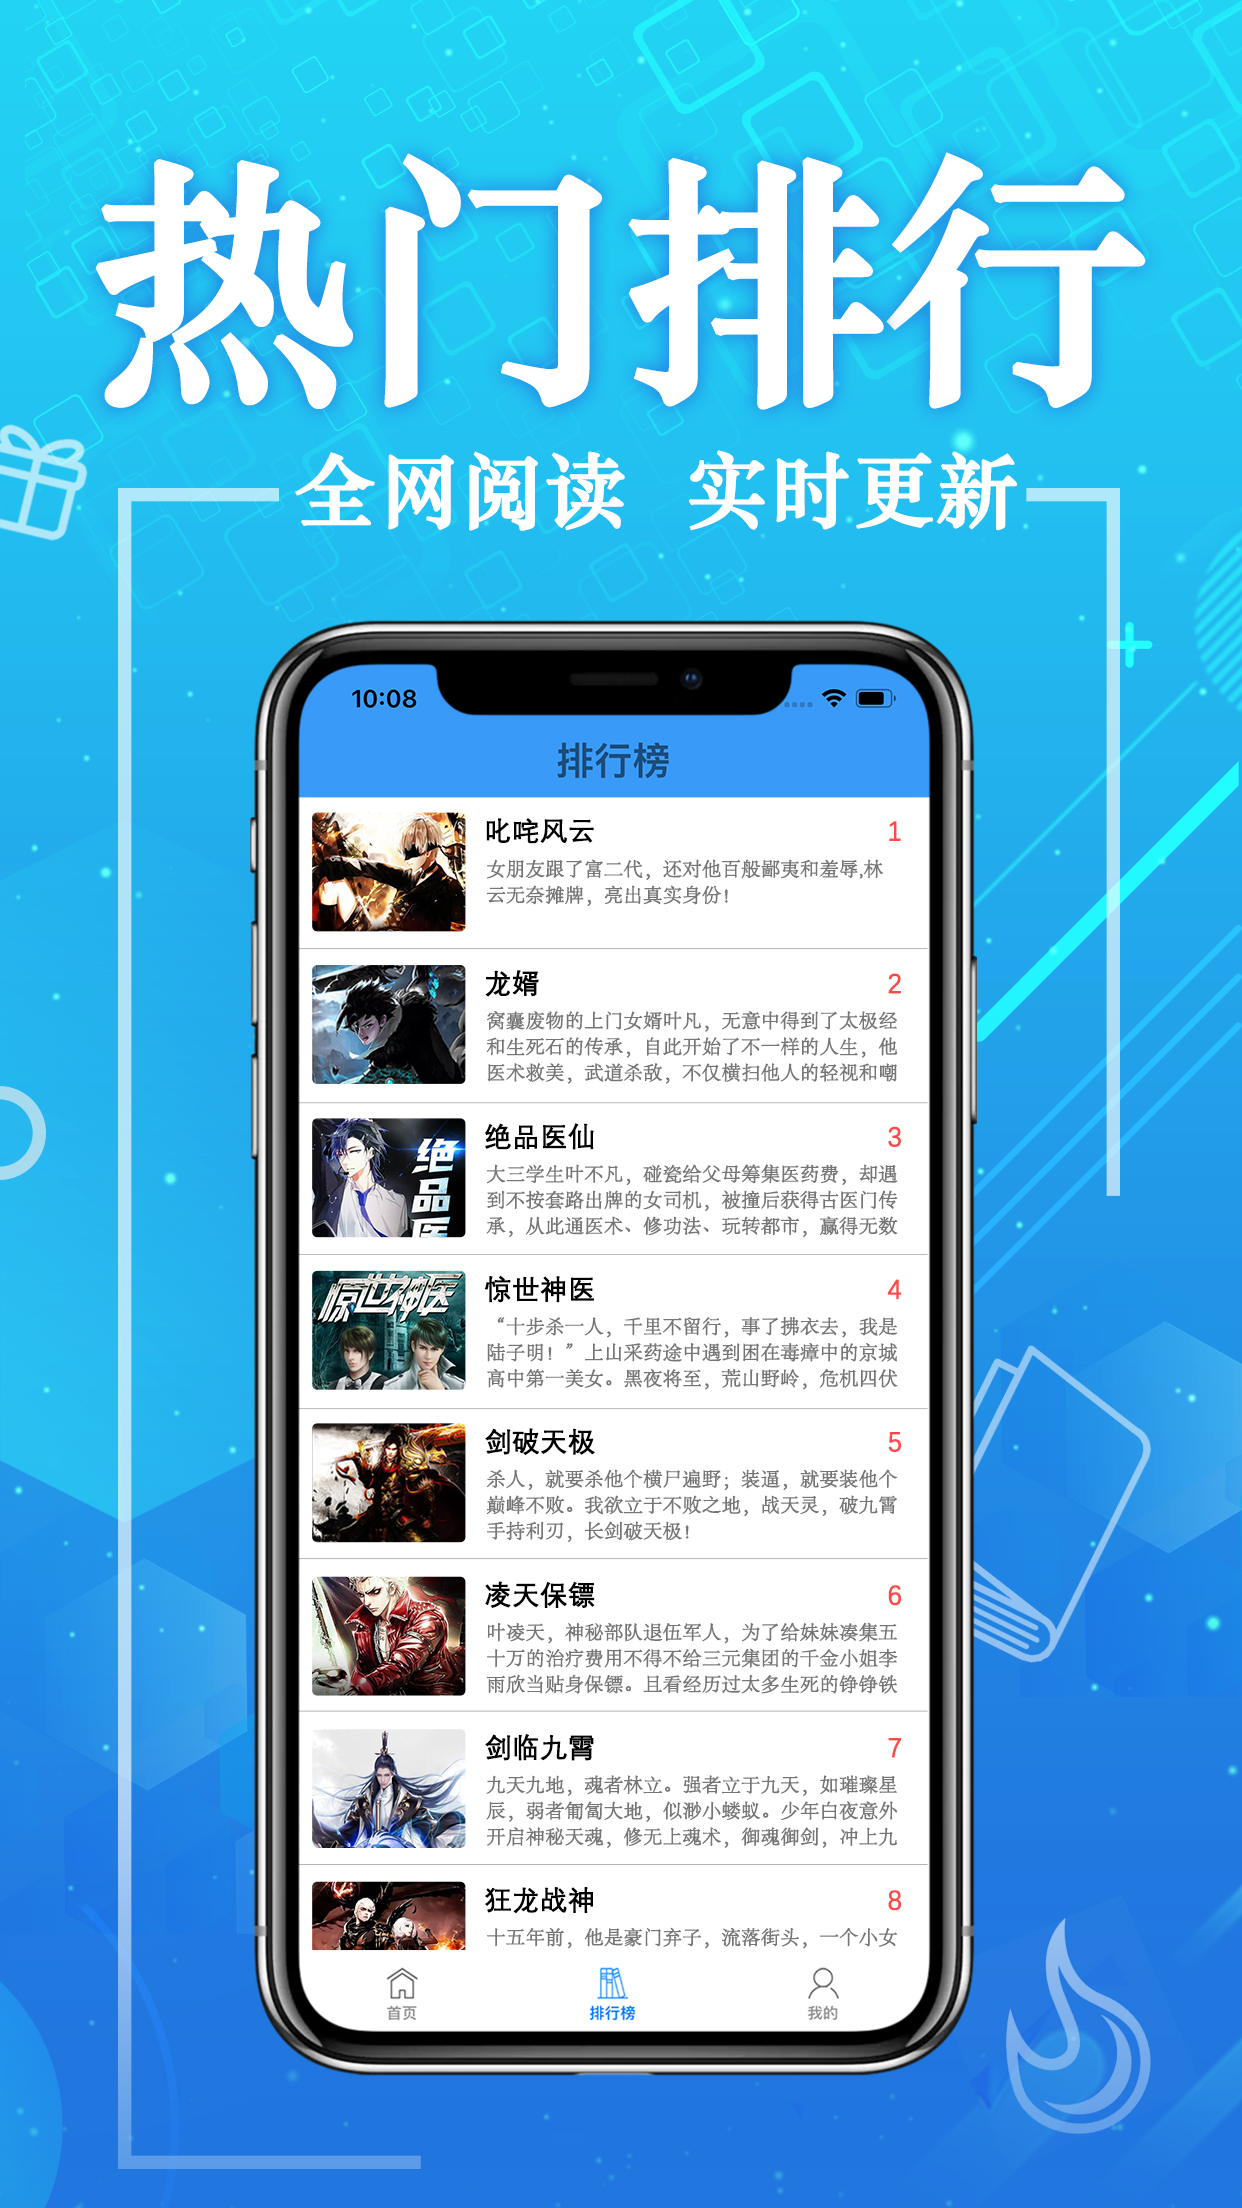 热门排行
全网阅读 实时更新
10:08
排行榜
叱咤风云 1
女朋友跟了富二代，还对他百般鄙夷和羞辱,林
云无奈摊牌，亮出真实身份！
龙婿 2
窝囊废物的上门女婿叶凡，无意中得到了太极经
和生死石的传承，自此开始了不一样的人生，他
医术救美，武道杀敌，不仅横扫他人的轻视和嘲
绝品医
绝品医仙 3
大三学生叶不凡，碰瓷给父母筹集医药费，却遇
到不按套路出牌的女司机，被撞后获得古医门传
承，从此通医术、修功法、玩转都市，赢得无数
惊世神医
惊世神医 4
“十步杀一人，千里不留行，事了拂衣去，我是
陆子明！”上山采药途中遇到困在毒瘴中的京城
高中第一美女。黑夜将至，荒山野岭，危机四伏
剑破天极 5
杀人，就要杀他个横尸遍野；装逼，就要装他个
巅峰不败。我欲立于不败之地，战天灵，破九霄
手持利刃，长剑破天极！
凌天保镖 6
叶凌天，神秘部队退伍军人，为了给妹妹凑集五
十万的治疗费用不得不给三元集团的千金小姐李
雨欣当贴身保镖。且看经历过太多生死的铮铮铁
剑临九霄 7
九天九地，魂者林立。强者立于九天，如璀璨星
辰，弱者匍匐大地，似渺小蝼蚁。少年白夜意外
开启神秘天魂，修无上魂术，御魂御剑，冲上九
狂龙战神 8
十五年前，他是豪门弃子，流落街头，一个小女
首页 排行榜 我的